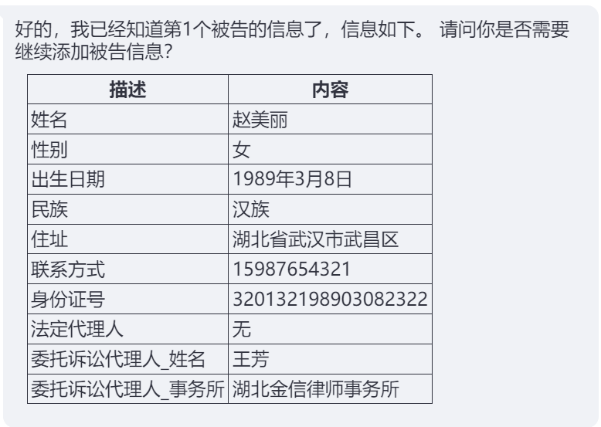 好的，我已经知道第1个被告的信息了，信息如下。 请问你是否需要
继续添加被告信息?
描述 内容
姓名 赵美丽
性别 女
出生日期 1989年3月8日
民族 汉族
住址 湖北省武汉市武昌区
联系方式 15987654321
身份证号 320132198903082322
法定代理人 无
委托诉讼代理人_姓名 王芳
委托诉讼代理人_事务所 湖北金信律师事务所